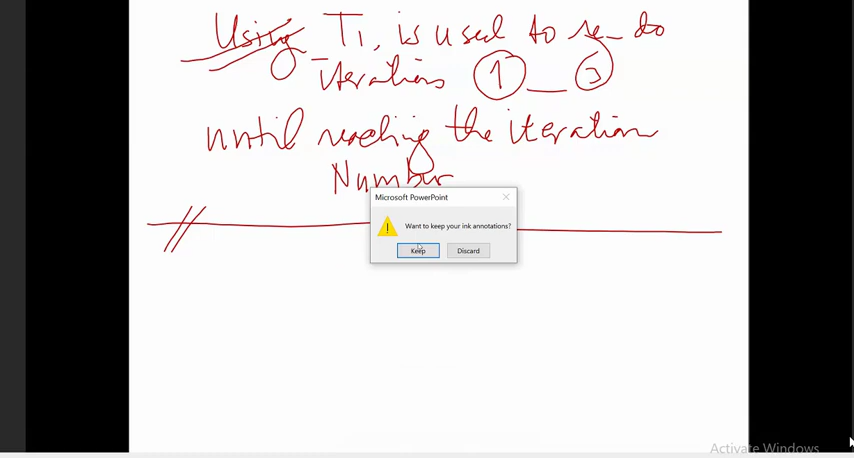 Using T1, is used to re-do
iterations 1 — 3
until reaching the iteration
Number
Microsoft PowerPoint
Want to keep your ink annotations?
Keep
Discard
Activate Windows